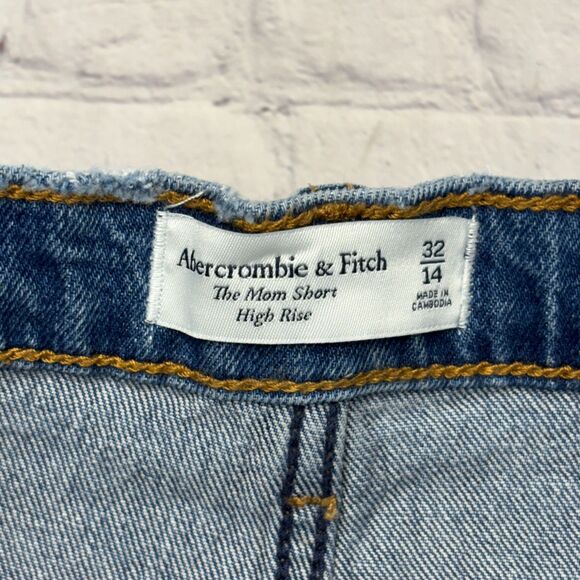 Abercrombie & Fitch
The Mom Short
High Rise
32
14
MADE IN
CAMBODIA